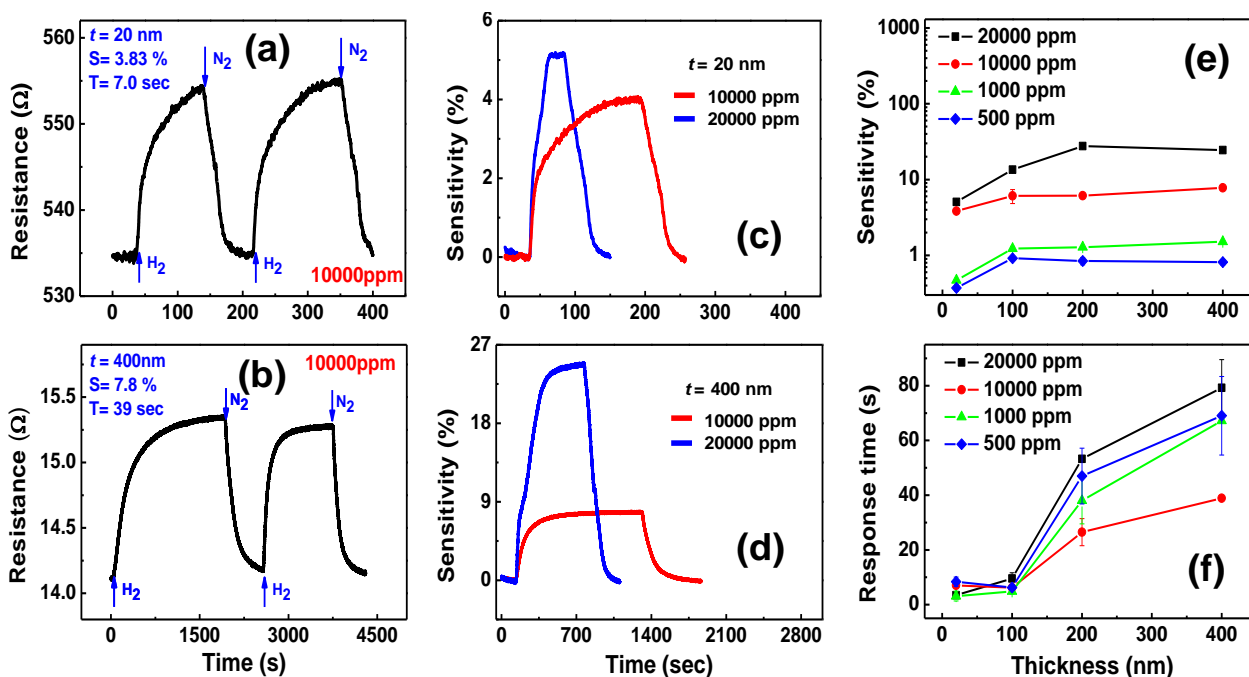 560
550
540
530
Resistance (Ω)
t = 20 nm
S= 3.83 %
T= 7.0 sec
(a)
N2
N2
H2
H2
10000ppm
0 100 200 300 400
6
4
2
0
Sensitivity (%)
t = 20 nm
10000 ppm
20000 ppm
(c)
0 100 200 300
1000
100
10
1
Sensitivity (%)
20000 ppm
10000 ppm
1000 ppm
500 ppm
(e)
0 100 200 300 400
15.5
15.0
14.5
14.0
Resistance (Ω)
t = 400nm
S= 7.8 %
T= 39 sec
(b)
10000ppm
N2
N2
H2
H2
0 1500 3000 4500
Time (s)
27
18
9
0
Sensitivity (%)
t = 400 nm
10000 ppm
20000 ppm
(d)
0 700 1400 2100 2800
Time (sec)
80
60
40
20
0
Response time (s)
20000 ppm
10000 ppm
1000 ppm
500 ppm
(f)
0 100 200 300 400
Thickness (nm)